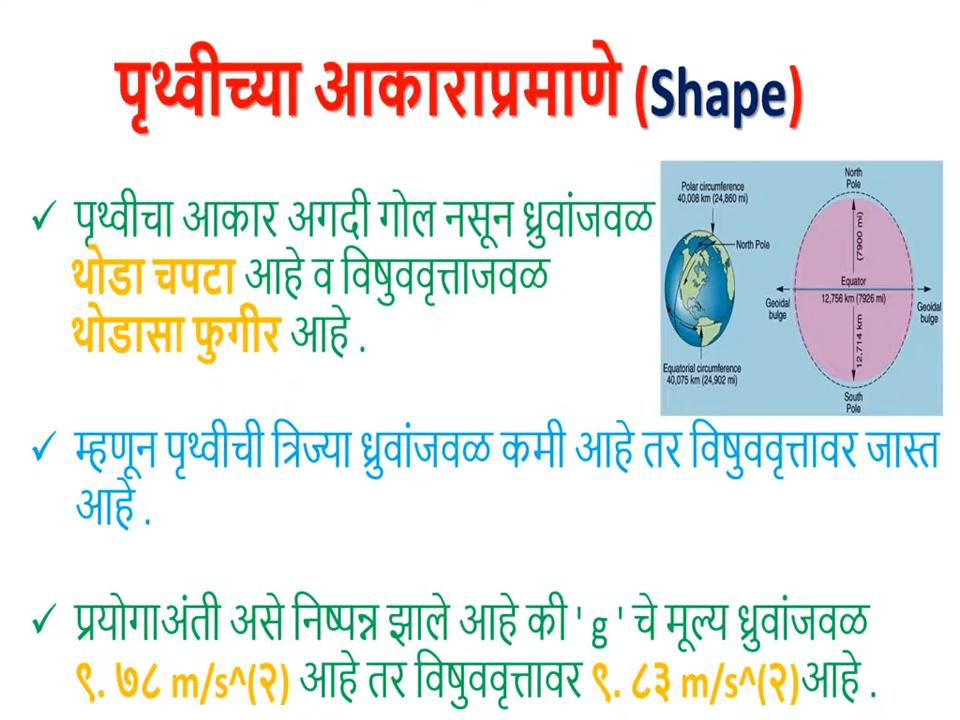 पृथ्वीच्या आकाराप्रमाणे (Shape)
✓ पृथ्वीचा आकार अगदी गोल नसून ध्रुवांजवळ
थोडा चपटा आहे व विषुववृत्ताजवळ
थोडासा फुगीर आहे .
Polar circumference
40,008 km (24,860 mi)
North Pole
Equatorial circumference
40,075 km (24,902 mi)
North
Pole
(7900 mi)
Equator
12,756 km (7926 mi)
Geoidal
bulge
Geoidal
bulge
12,714 km
South
Pole
✓ म्हणून पृथ्वीची त्रिज्या ध्रुवांजवळ कमी आहे तर विषुववृत्तावर जास्त
आहे .
✓ प्रयोगाअंती असे निष्पन्न झाले आहे की ' g ' चे मूल्य ध्रुवांजवळ
९. ७८ m/s^(२) आहे तर विषुववृत्तावर ९. ८३ m/s^(२)आहे .